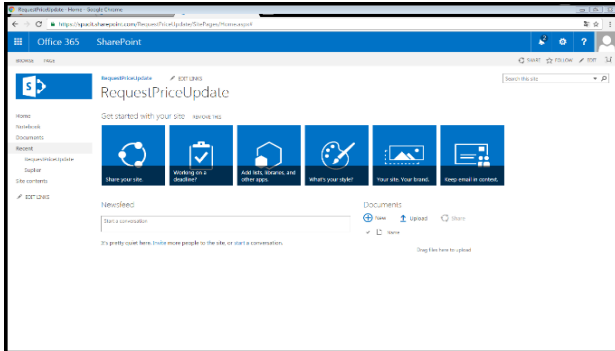 RequestPriceUpdate - Home - Google Chrome
https://spack.sharepoint.com/RequestPriceUpdate/SitePages/Home.aspx#
Office 365 SharePoint ?
BROWSE PAGE SHARE FOLLOW EDIT
S RequestPriceUpdate EDIT LINKS Search this site
RequestPriceUpdate
Home Get started with your site REMOVE THIS
Notebook
Documents
Recent
RequestPriceUpdate
Site contents
EDIT LINKS
Share your site.
Working on a deadline?
Add lists, libraries, and other apps.
What's your style?
Your site. Your brand.
Keep email in context.
Newsfeed
Start a conversation
It's pretty quiet here. Invite more people to the site, or start a conversation.
Documents
New Upload Share
Name
Drag files here to upload